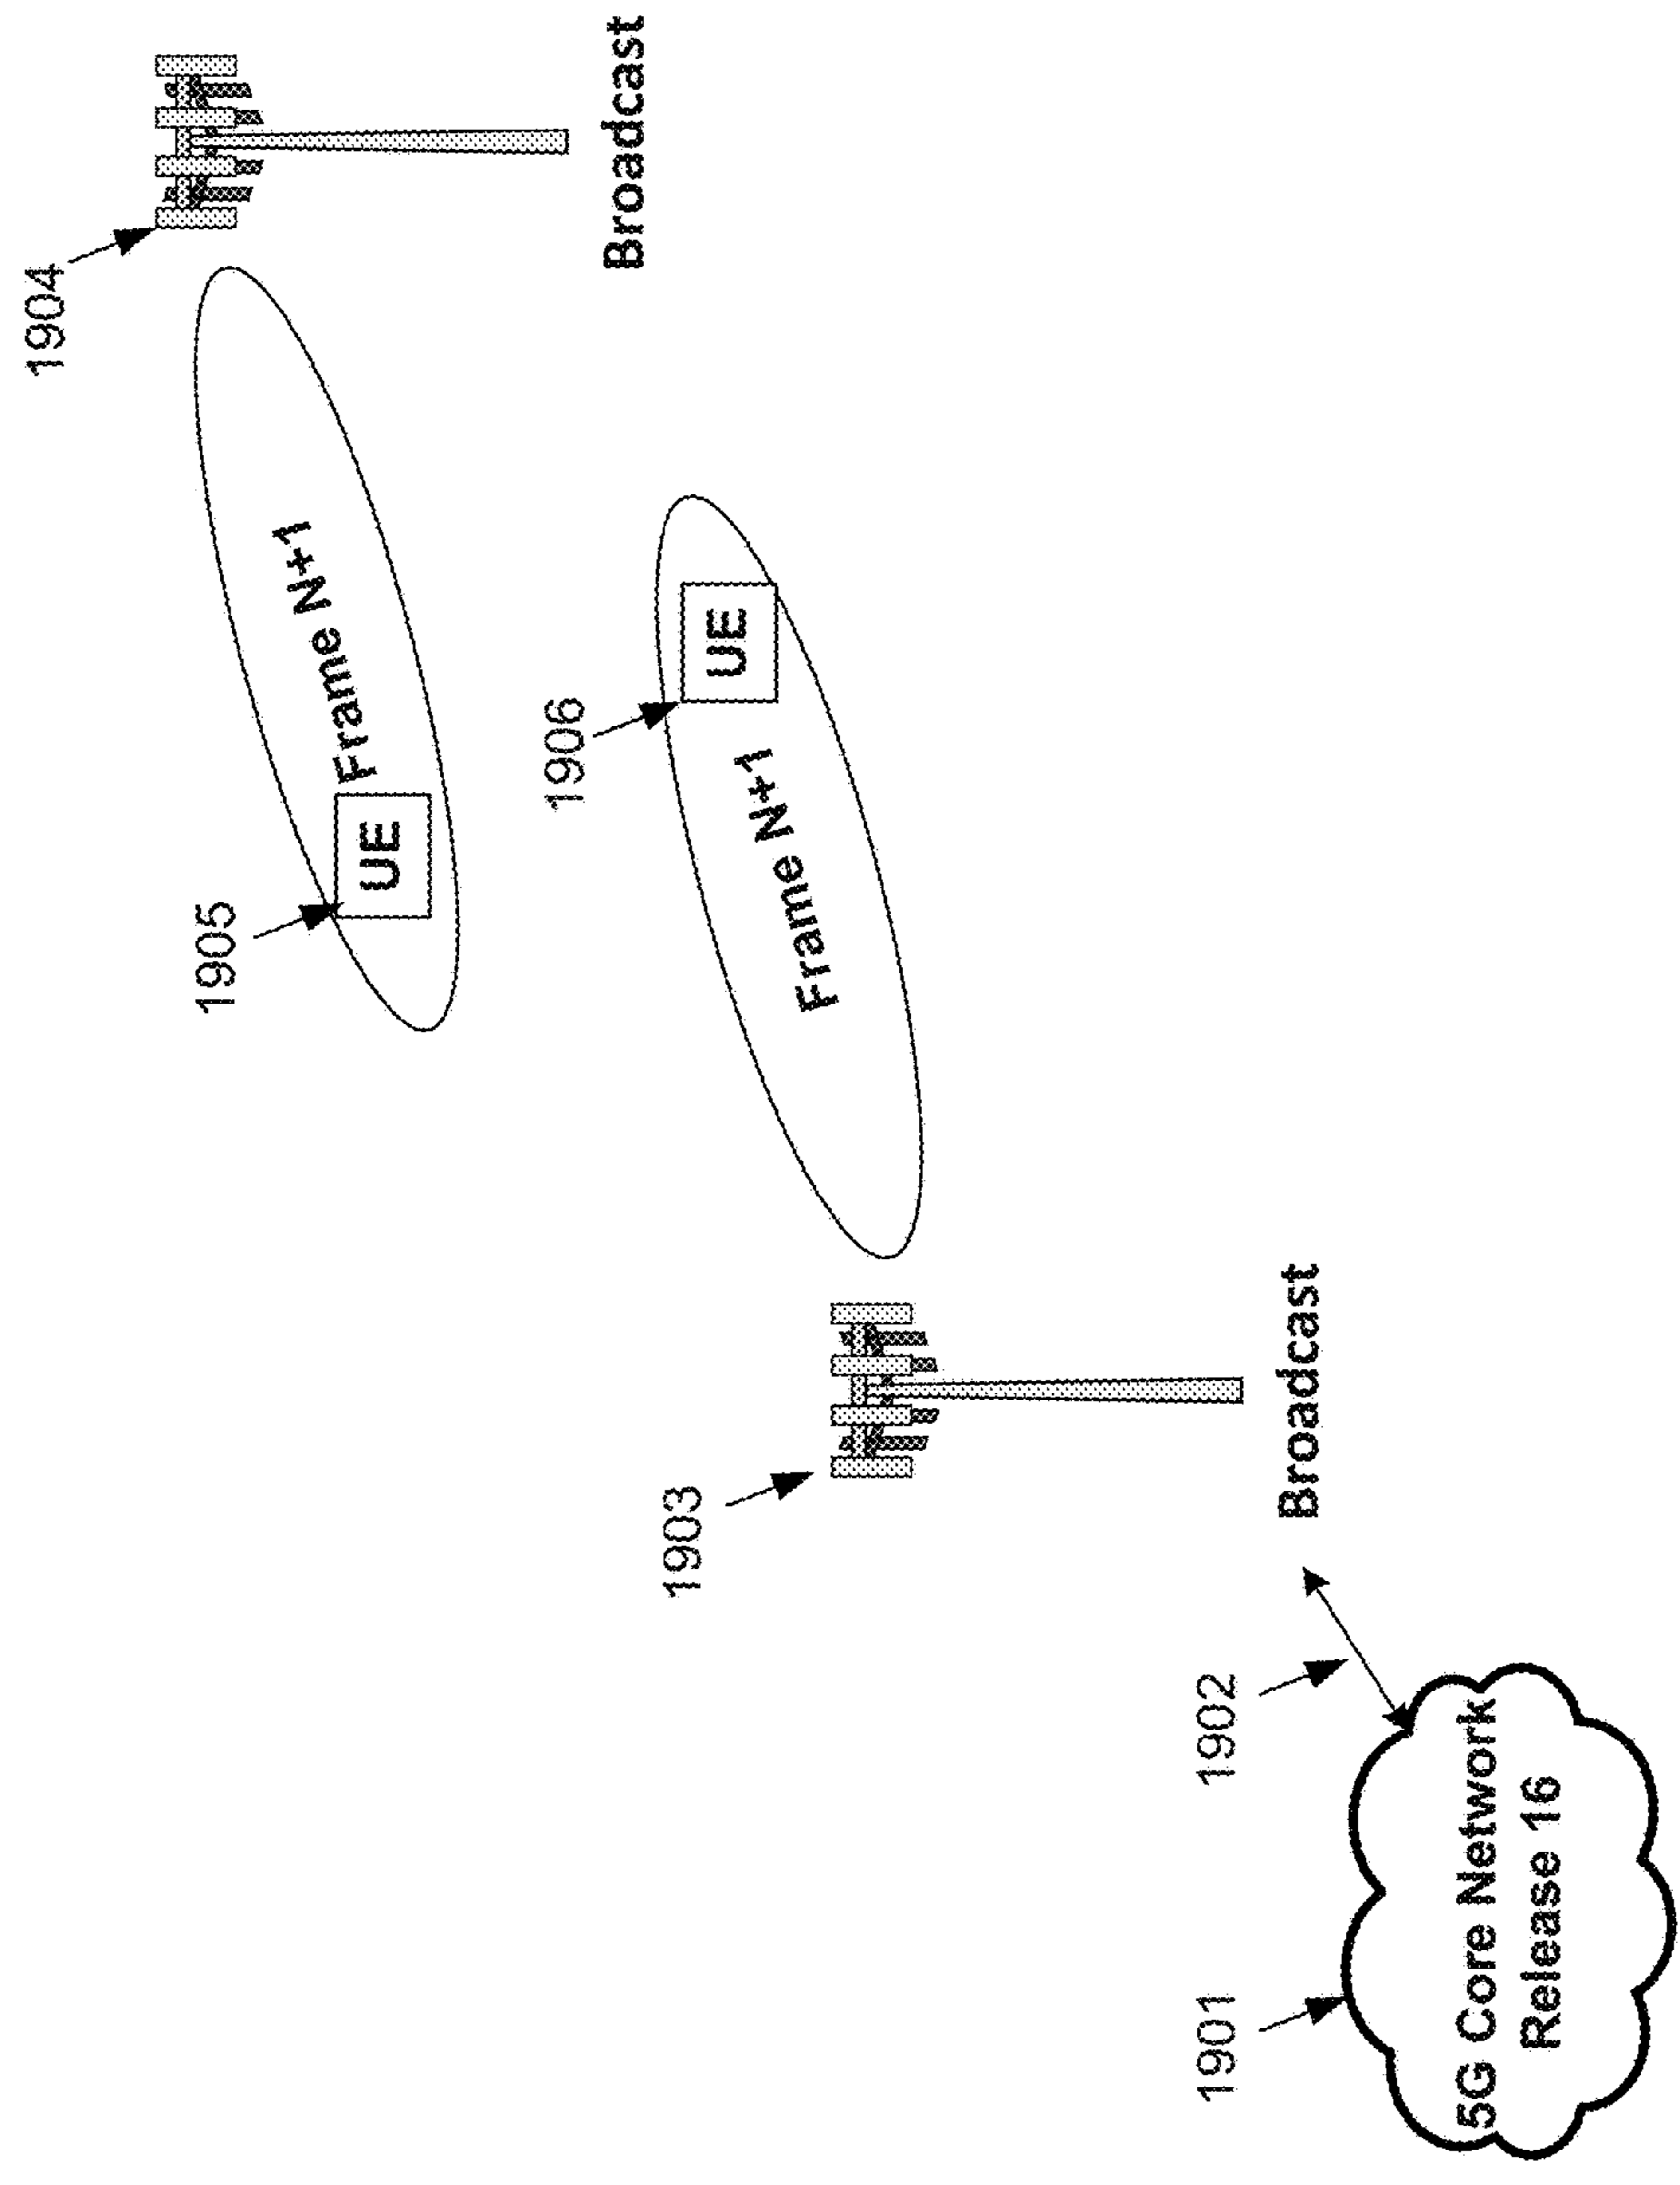 1904
1905
Frame N+1
UE
1906
Broadcast
1903
UE
Frame N+1
1901
1902
Broadcast
5G Core Network
Release 16